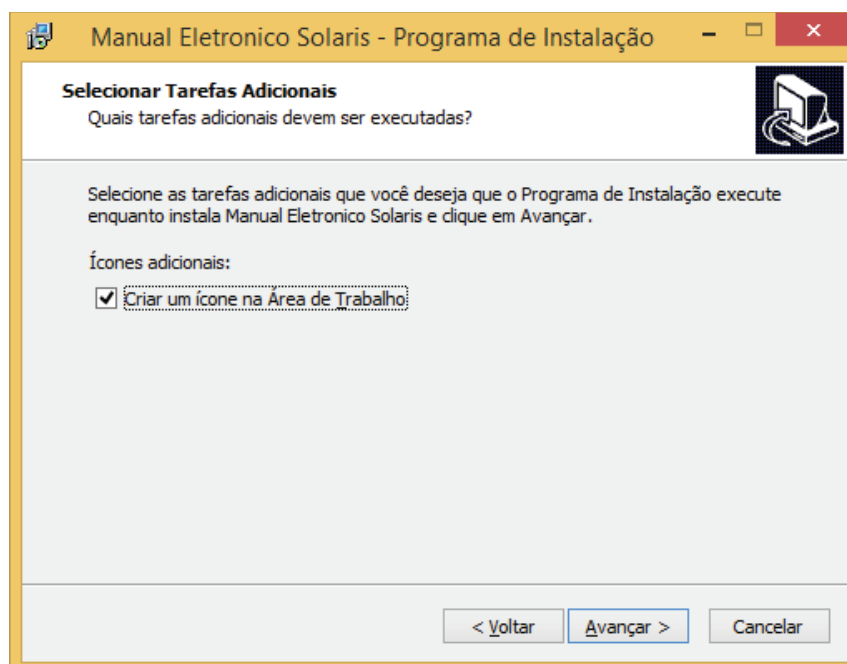 Manual Eletronico Solaris - Programa de Instalação
Selecionar Tarefas Adicionais
Quais tarefas adicionais devem ser executadas?
Selecione as tarefas adicionais que você deseja que o Programa de Instalação execute
enquanto instala Manual Eletronico Solaris e clique em Avançar.
Ícones adicionais:
Criar um ícone na Área de Trabalho
< Voltar Avançar > Cancelar